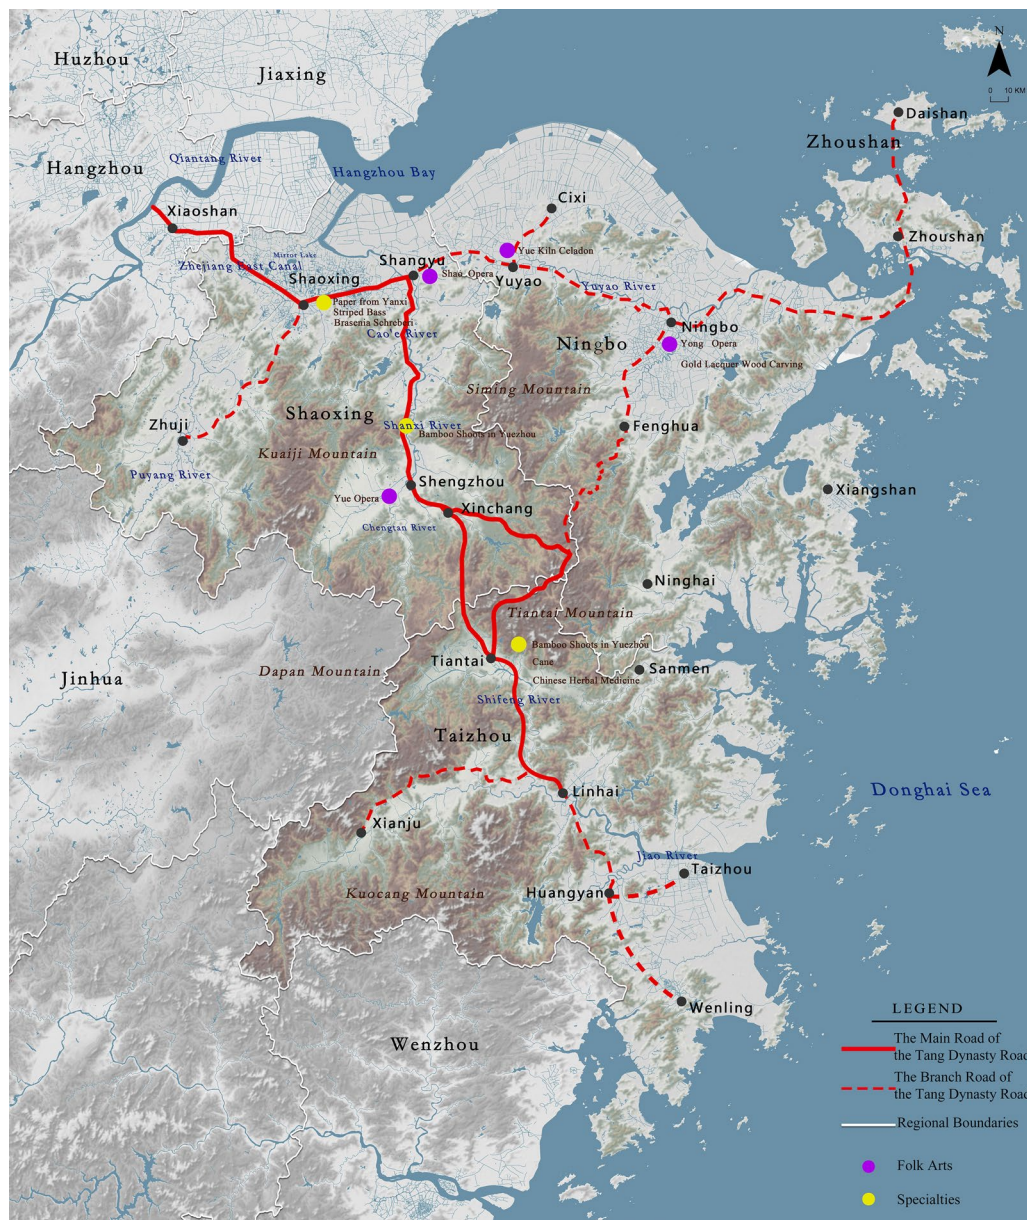 N
0 10 KM
Huzhou
Jiaxing
Daishan
Zhoushan
Hangzhou
Qiantang River
Hangzhou Bay
Cixi
Xiaoshan
Zhoushan
Yue Kiln Celadon
Mirror Lake
Zhejiang East Canal
Shangyu
Shaoxing
Shao Opera
Yuyao
Yuyao River
Paper from Yanxi
Striped Bass
Brasenia Schreberi
Cao'e River
Ningbo
Ningbo
Yong Opera
Gold Lacquer Wood Carving
Siming Mountain
Shaoxing
Zhuji
Shanxi River
Bamboo Shoots in Yuezhou
Fenghua
Kuaiji Mountain
Puyang River
Shengzhou
Xiangshan
Yue Opera
Xinchang
Chengtan River
Ninghai
Tiantai Mountain
Bamboo Shoots in Yuezhou
Cane
Chinese Herbal Medicine
Tiantai
Sanmen
Dapan Mountain
Jinhua
Shifeng River
Taizhou
Linhai
Donghai Sea
Xianju
Jiao River
Taizhou
Huangyan
Kuocang Mountain
Wenling
Wenzhou
LEGEND
The Main Road of
the Tang Dynasty Road
The Branch Road of
the Tang Dynasty Road
Regional Boundaries
Folk Arts
Specialties